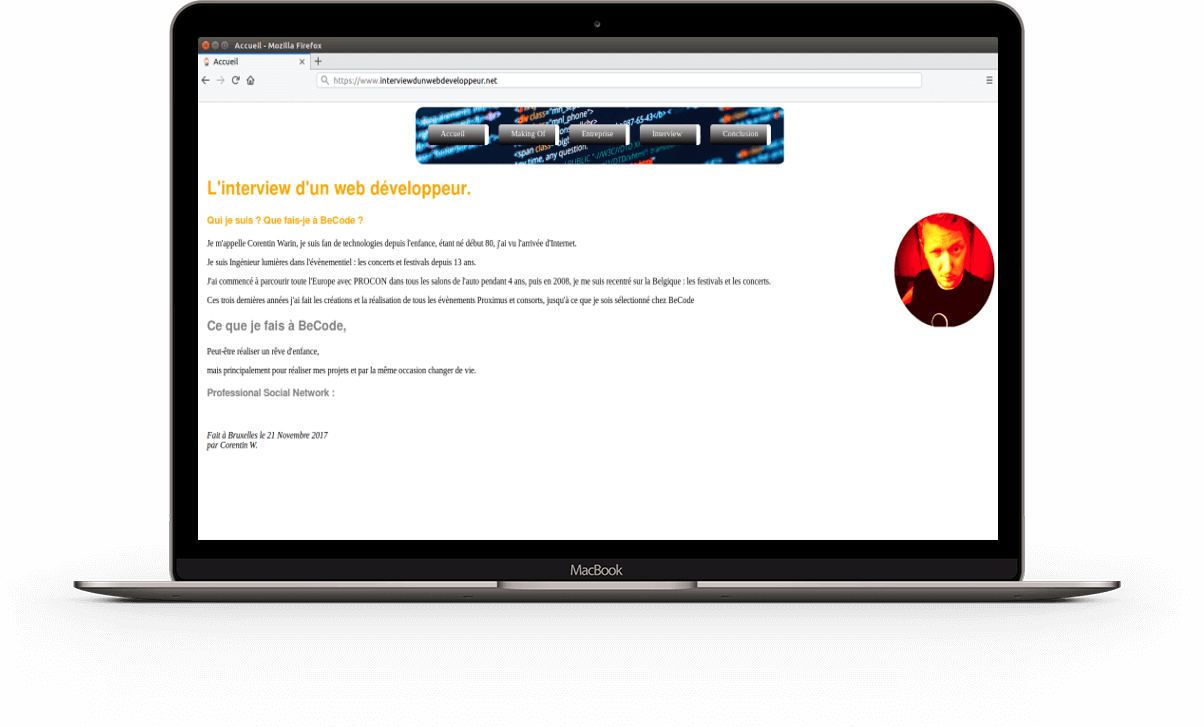 Accueil - Mozilla Firefox
Accueil
https://www.interviewdunwebdeveloppeur.net
Accueil Making Of Entreprise Interview Conclusion
L'interview d'un web développeur.
Qui je suis ? Que fais-je à BeCode ?
Je m'appelle Corentin Warin, je suis fan de technologies depuis l'enfance, étant né début 80, j'ai vu l'arrivée d'Internet.
Je suis Ingénieur lumières dans l'évènementiel : les concerts et festivals depuis 13 ans.
J'ai commencé à parcourir toute l'Europe avec PROCON dans tous les salons de l'auto pendant 4 ans, puis en 2008, je me suis recentré sur la Belgique : les festivals et les concerts.
Ces trois dernières années j'ai fait les créations et la réalisation de tous les évènements Proximus et consorts, jusqu'à ce que je sois sélectionné chez BeCode
Ce que je fais à BeCode,
Peut-être réaliser un rêve d'enfance,
mais principalement pour réaliser mes projets et par la même occasion changer de vie.
Professional Social Network :
Fait à Bruxelles le 21 Novembre 2017
par Corentin W.
MacBook